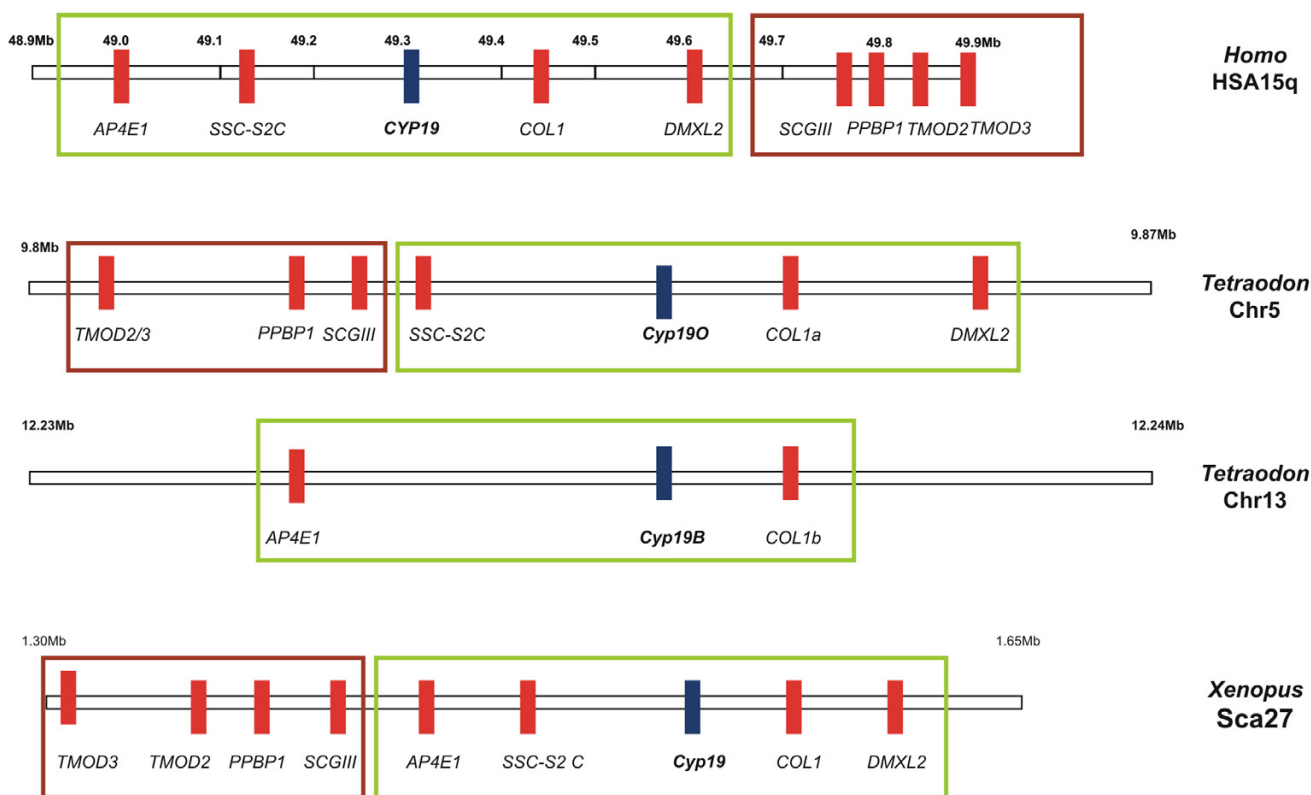 48.9Mb 49.0 49.1 49.2 49.3 49.4 49.5 49.6 49.7 49.8 49.9Mb
Homo
HSA15q
AP4E1 SSC-S2C CYP19 COL1 DMXL2 SCGIII PPBP1 TMOD2 TMOD3
9.8Mb 9.87Mb
Tetraodon
Chr5
TMOD2/3 PPBP1 SCGIII SSC-S2C Cyp19O COL1a DMXL2
12.23Mb 12.24Mb
Tetraodon
Chr13
AP4E1 Cyp19B COL1b
1.30Mb 1.65Mb
Xenopus
Sca27
TMOD3 TMOD2 PPBP1 SCGIII AP4E1 SSC-S2 C Cyp19 COL1 DMXL2